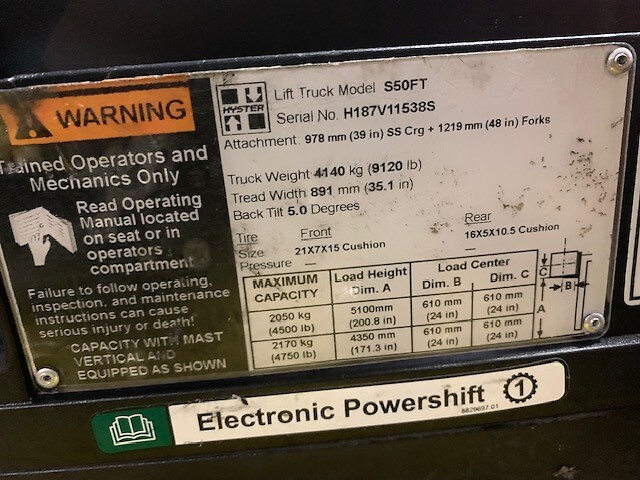 WARNING
Trained Operators and
Mechanics Only
Read Operating
Manual located
on seat or in
operators
compartment
Failure to follow operating,
inspection, and maintenance
instructions can cause
serious injury or death!
CAPACITY WITH MAST
VERTICAL AND
EQUIPPED AS SHOWN
HYSTER
Lift Truck Model S50FT
Serial No. H187V11538S
Attachment: 978 mm (39 in) SS Crg + 1219 mm (48 in) Forks
Truck Weight 4140 kg (9120 lb)
Tread Width 891 mm (35.1 in)
Back Tilt 5.0 Degrees
Tire Front Rear
Size 21X7X15 Cushion 16X5X10.5 Cushion
Pressure — —
MAXIMUM CAPACITY Load Height Dim. A Load Center Dim. B Dim. C
2050 kg 5100mm 610 mm 610 mm
(4500 lb) (200.8 in) (24 in) (24 in)
2170 kg 4350 mm 610 mm 610 mm
(4750 lb) (171.3 in) (24 in) (24 in)
C
B
A
Electronic Powershift 1
8829697.01